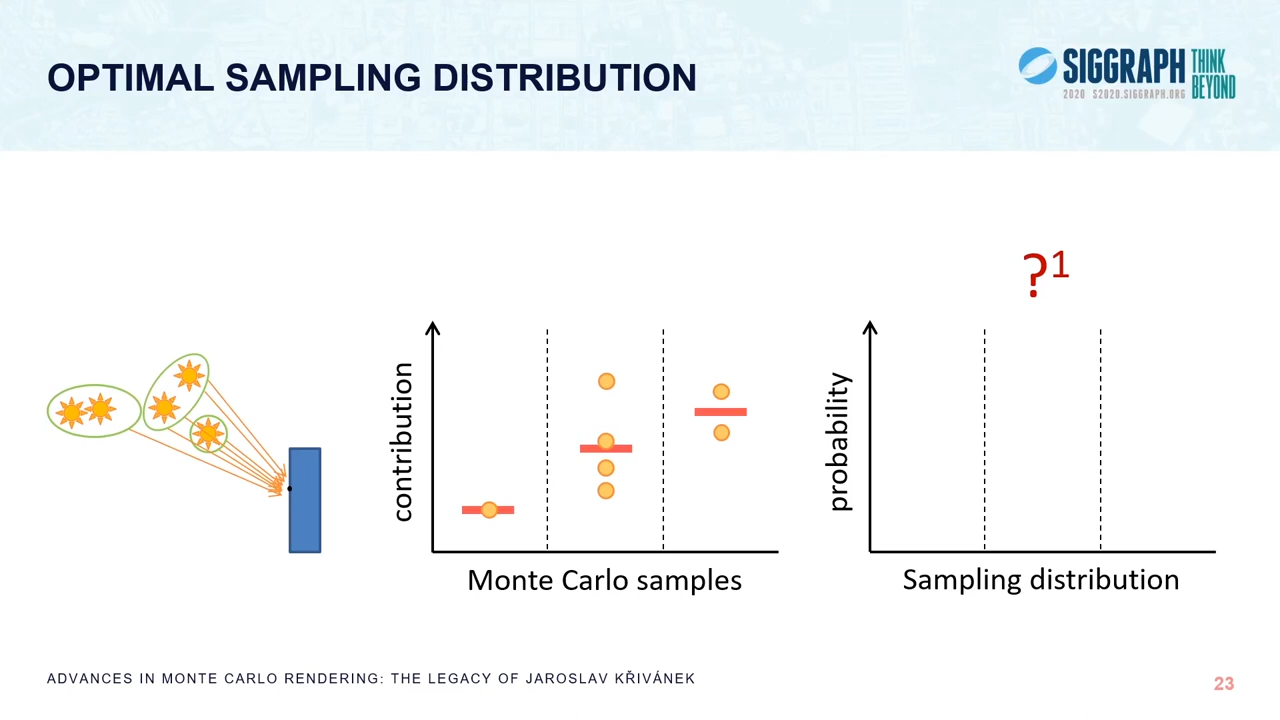 OPTIMAL SAMPLING DISTRIBUTION
SIGGRAPH
THINK
BEYOND
2020 S2020.SIGGRAPH.ORG
?¹
contribution
probability
Monte Carlo samples
Sampling distribution
ADVANCES IN MONTE CARLO RENDERING: THE LEGACY OF JAROSLAV KŘIVÁNEK
23